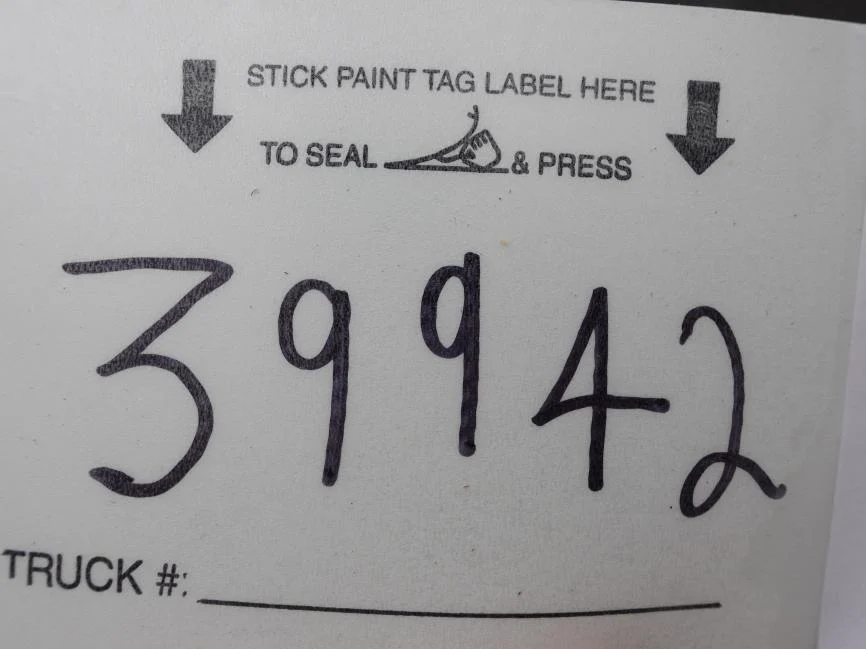 STICK PAINT TAG LABEL HERE
TO SEAL & PRESS
39942
TRUCK #: